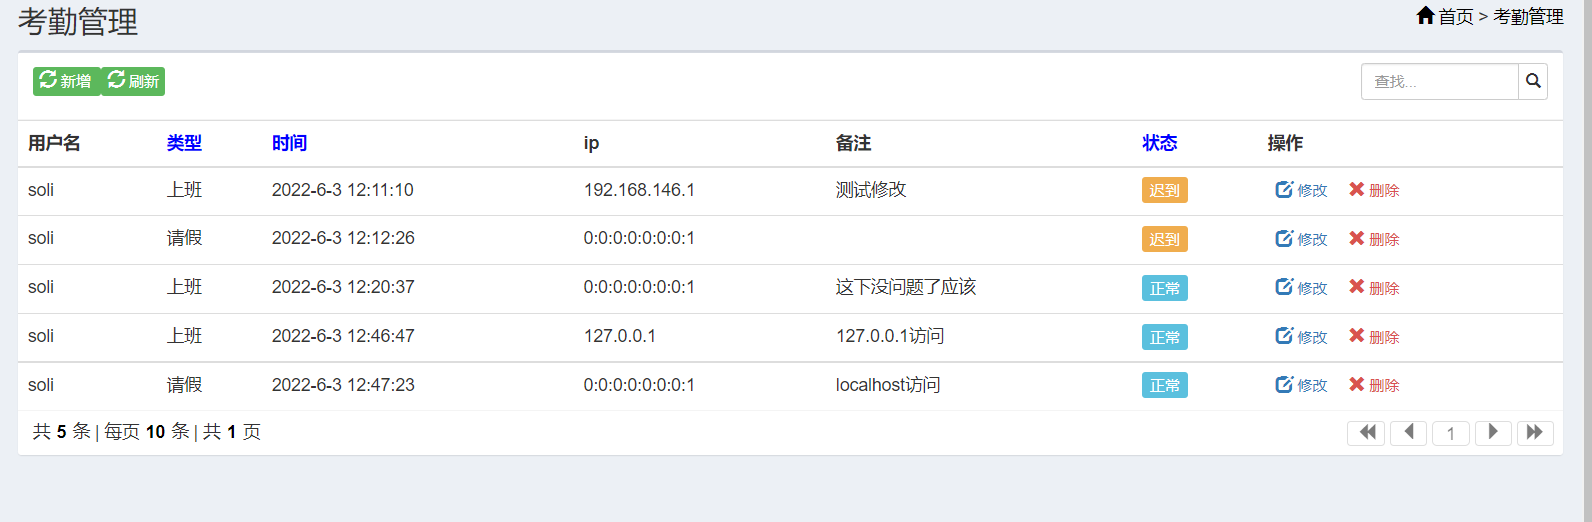 考勤管理
首页 > 考勤管理
新增 刷新
查找...
用户名 类型 时间 ip 备注 状态 操作
soli 上班 2022-6-3 12:11:10 192.168.146.1 测试修改 迟到 修改 删除
soli 请假 2022-6-3 12:12:26 0:0:0:0:0:0:0:1 迟到 修改 删除
soli 上班 2022-6-3 12:20:37 0:0:0:0:0:0:0:1 这下没问题了应该 正常 修改 删除
soli 上班 2022-6-3 12:46:47 127.0.0.1 127.0.0.1访问 正常 修改 删除
soli 请假 2022-6-3 12:47:23 0:0:0:0:0:0:0:1 localhost访问 正常 修改 删除
共 5 条 | 每页 10 条 | 共 1 页
1